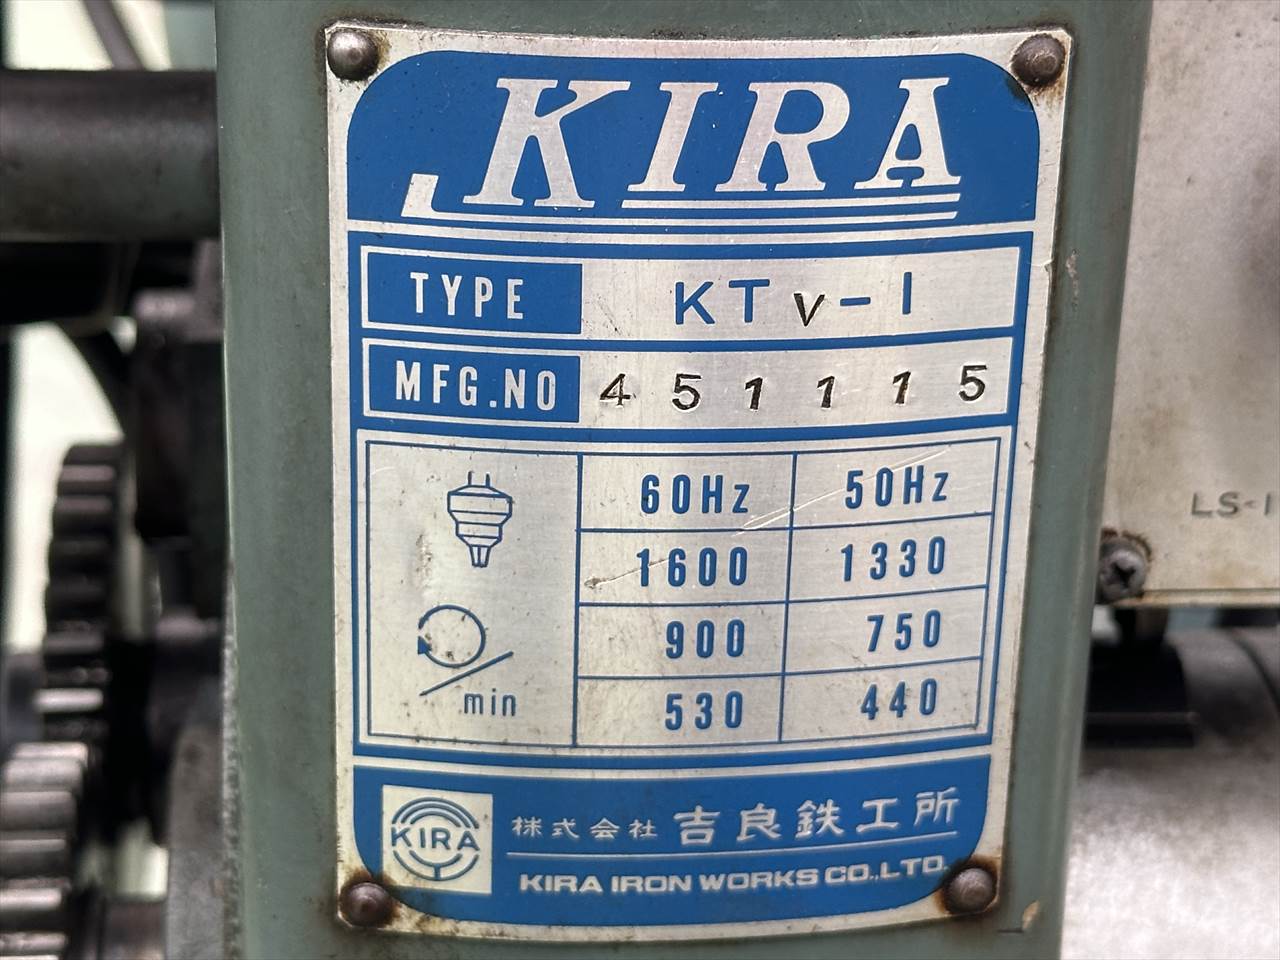 KIRA
TYPE KTV-1
MFG.NO 451115
60Hz 50Hz
1600 1330
900 750
min 530 440
KIRA 株式会社 吉良鉄工所
KIRA IRON WORKS CO.,LTD.
LS-1